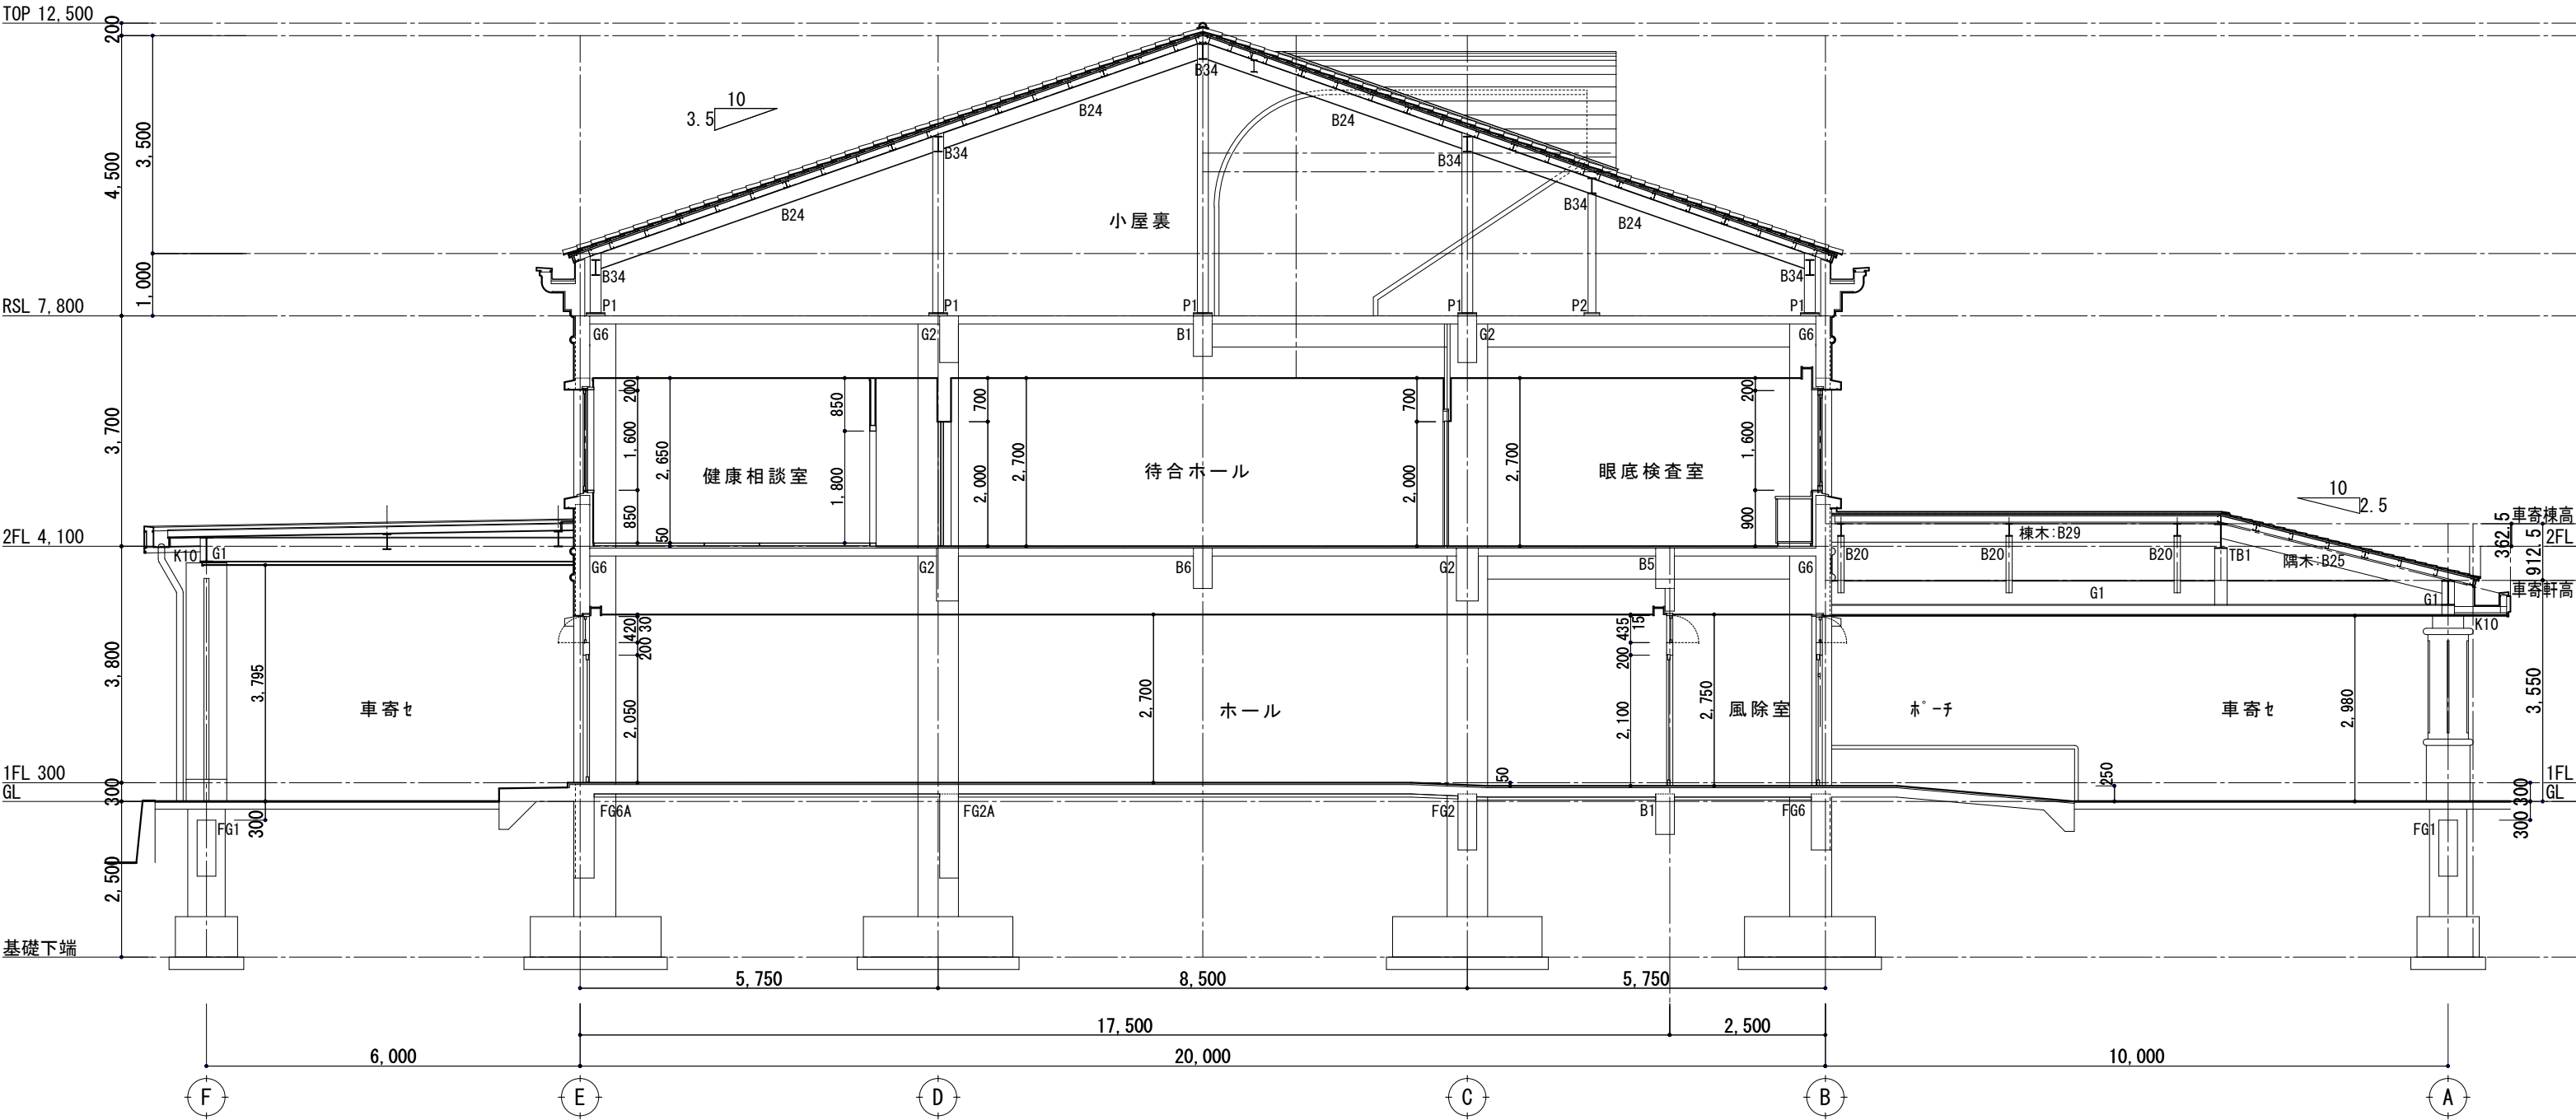 TOP 12,500
200
3,500
4,500
1,000
10
3.5
B34
B24
B24
B34
B34
B24
B34
B24
小屋裏
B34
B34
RSL 7,800
P1
P1
P1
P1
P2
P1
G6
G2
B1
G2
G6
3,700
200
1,600
850
2,650
50
850
1,800
700
2,000
2,700
700
2,000
2,700
200
1,600
900
健康相談室
待合ホール
眼底検査室
10
2.5
362.5
車寄棟高
2FL 4,100
2FL
912.5
車寄軒高
K10
G1
G6
G2
B6
G2
B5
G6
B20
B20
B20
棟木:B29
TB1
隅木:B25
G1
G1
K10
3,800
3,795
420
30
200
2,050
2,700
435
15
200
2,100
2,750
2,980
3,550
車寄セ
ホール
風除室
ポーチ
車寄セ
1FL 300
50
250
1FL
GL
300
300
GL
FG1
300
FG6A
FG2A
FG2
B1
FG6
FG1
300
2,500
基礎下端
5,750
8,500
5,750
17,500
2,500
6,000
20,000
10,000
F
E
D
C
B
A